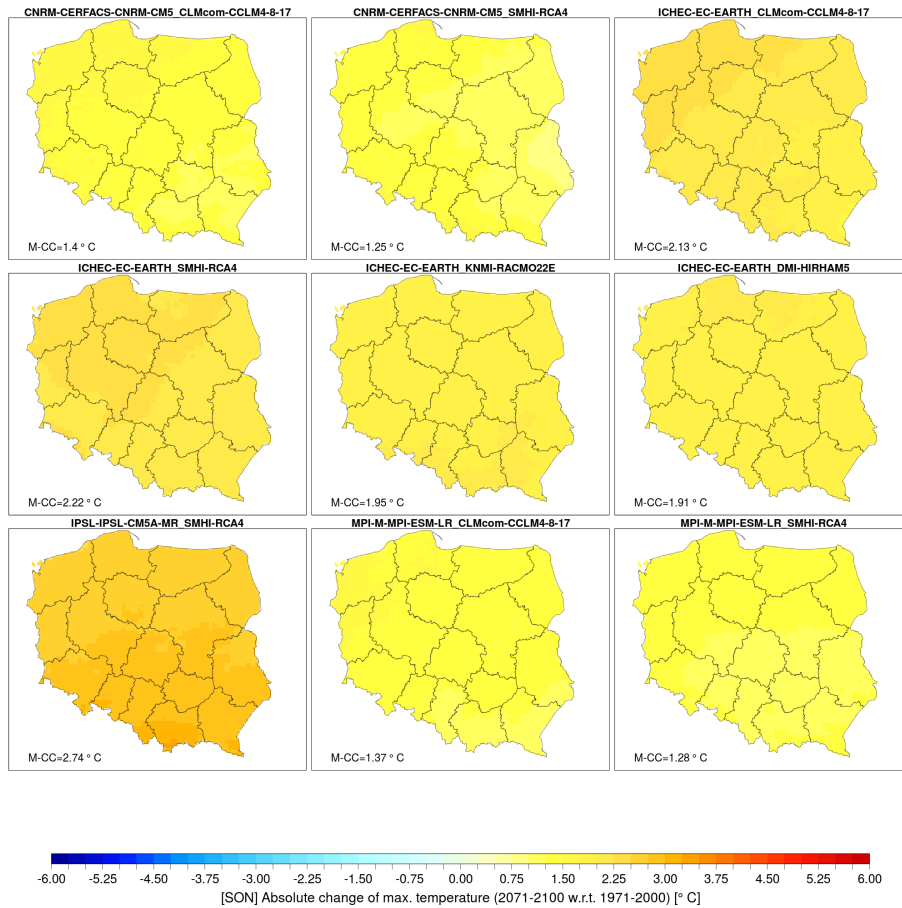 CNRM-CERFACS-CNRM-CM5_CLMcom-CCLM4-8-17
CNRM-CERFACS-CNRM-CM5_SMHI-RCA4
ICHEC-EC-EARTH_CLMcom-CCLM4-8-17
M-CC=1.4 ° C
M-CC=1.25 ° C
M-CC=2.13 ° C
ICHEC-EC-EARTH_SMHI-RCA4
ICHEC-EC-EARTH_KNMI-RACMO22E
ICHEC-EC-EARTH_DMI-HIRHAM5
M-CC=2.22 ° C
M-CC=1.95 ° C
M-CC=1.91 ° C
IPSL-IPSL-CM5A-MR_SMHI-RCA4
MPI-M-MPI-ESM-LR_CLMcom-CCLM4-8-17
MPI-M-MPI-ESM-LR_SMHI-RCA4
M-CC=2.74 ° C
M-CC=1.37 ° C
M-CC=1.28 ° C
-6.00 -5.25 -4.50 -3.75 -3.00 -2.25 -1.50 -0.75 0.00 0.75 1.50 2.25 3.00 3.75 4.50 5.25 6.00
[SON] Absolute change of max. temperature (2071-2100 w.r.t. 1971-2000) [° C]